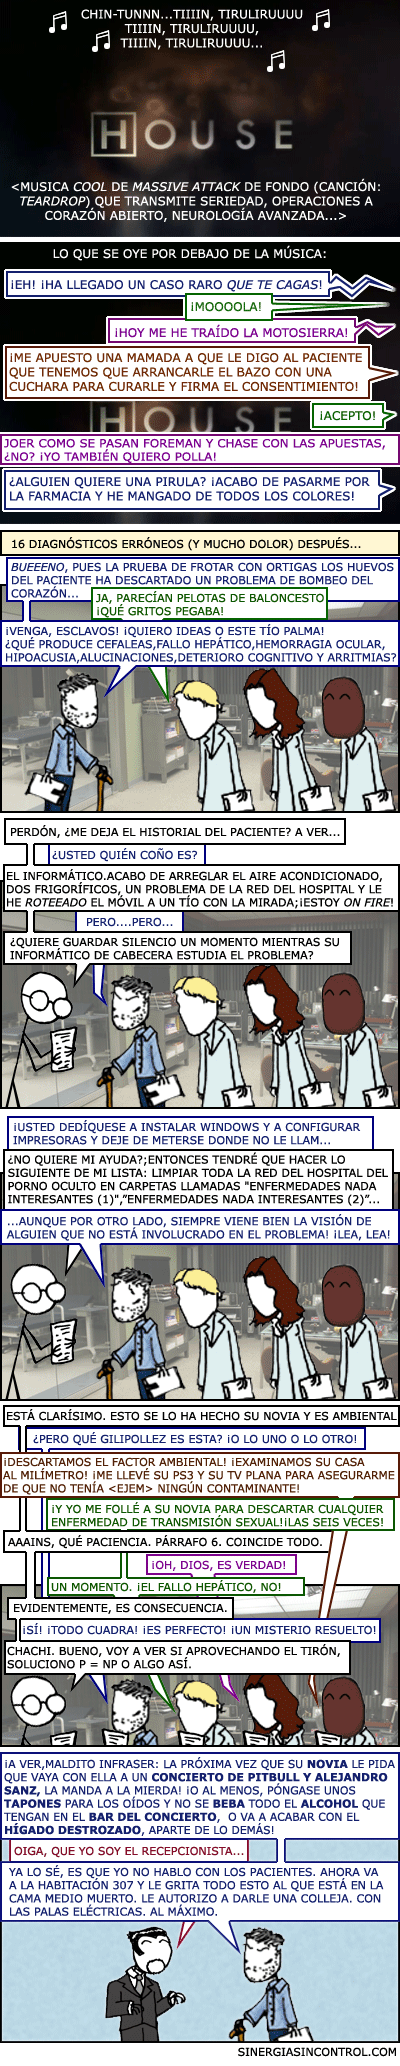 CHIN-TUNNN...TIIIIN, TIRULIRUUUU
TIIIIN, TIRULIRUUUU,
TIIIIN, TIRULIRUUUU...
HOUSE
<MUSICA COOL DE MASSIVE ATTACK DE FONDO (CANCIÓN:
TEARDROP) QUE TRANSMITE SERIEDAD, OPERACIONES A
CORAZÓN ABIERTO, NEUROLOGÍA AVANZADA...>
LO QUE SE OYE POR DEBAJO DE LA MÚSICA:
¡EH! ¡HA LLEGADO UN CASO RARO QUE TE CAGAS!
¡MOOOOLA!
¡HOY ME HE TRAÍDO LA MOTOSIERRA!
¡ME APUESTO UNA MAMADA A QUE LE DIGO AL PACIENTE
QUE TENEMOS QUE ARRANCARLE EL BAZO CON UNA
CUCHARA PARA CURARLE Y FIRMA EL CONSENTIMIENTO!
HOUSE
¡ACEPTO!
JOER COMO SE PASAN FOREMAN Y CHASE CON LAS APUESTAS,
¿NO? ¡YO TAMBIÉN QUIERO POLLA!
¿ALGUIEN QUIERE UNA PIRULA? ¡ACABO DE PASARME POR
LA FARMACIA Y HE MANGADO DE TODOS LOS COLORES!
16 DIAGNÓSTICOS ERRÓNEOS (Y MUCHO DOLOR) DESPUÉS...
BUEEENO, PUES LA PRUEBA DE FROTAR CON ORTIGAS LOS HUEVOS
DEL PACIENTE HA DESCARTADO UN PROBLEMA DE BOMBEO DEL
CORAZÓN...
JA, PARECÍAN PELOTAS DE BALONCESTO
¡QUÉ GRITOS PEGABA!
¡VENGA, ESCLAVOS! ¡QUIERO IDEAS O ESTE TÍO PALMA!
¿QUÉ PRODUCE CEFALEAS,FALLO HEPÁTICO,HEMORRAGIA OCULAR,
HIPOACUSIA,ALUCINACIONES,DETERIORO COGNITIVO Y ARRITMIAS?
PERDÓN, ¿ME DEJA EL HISTORIAL DEL PACIENTE? A VER...
¿USTED QUIÉN COÑO ES?
EL INFORMÁTICO.ACABO DE ARREGLAR EL AIRE ACONDICIONADO,
DOS FRIGORÍFICOS, UN PROBLEMA DE LA RED DEL HOSPITAL Y LE
HE ROTEEADO EL MÓVIL A UN TÍO CON LA MIRADA;¡ESTOY ON FIRE!
PERO....PERO...
¿QUIERE GUARDAR SILENCIO UN MOMENTO MIENTRAS SU
INFORMÁTICO DE CABECERA ESTUDIA EL PROBLEMA?
¡USTED DEDÍQUESE A INSTALAR WINDOWS Y A CONFIGURAR
IMPRESORAS Y DEJE DE METERSE DONDE NO LE LLAM...
¿NO QUIERE MI AYUDA?;ENTONCES TENDRÉ QUE HACER LO
SIGUIENTE DE MI LISTA: LIMPIAR TODA LA RED DEL HOSPITAL DEL
PORNO OCULTO EN CARPETAS LLAMADAS "ENFERMEDADES NADA
INTERESANTES (1)","ENFERMEDADES NADA INTERESANTES (2)"...
...AUNQUE POR OTRO LADO, SIEMPRE VIENE BIEN LA VISIÓN DE
ALGUIEN QUE NO ESTÁ INVOLUCRADO EN EL PROBLEMA! ¡LEA, LEA!
ESTÁ CLARÍSIMO. ESTO SE LO HA HECHO SU NOVIA Y ES AMBIENTAL
¿PERO QUÉ GILIPOLLEZ ES ESTA? ¡O LO UNO O LO OTRO!
¡DESCARTAMOS EL FACTOR AMBIENTAL! ¡EXAMINAMOS SU CASA
AL MILÍMETRO! ¡ME LLEVÉ SU PS3 Y SU TV PLANA PARA ASEGURARME
DE QUE NO TENÍA <EJEM> NINGÚN CONTAMINANTE!
¡Y YO ME FOLLÉ A SU NOVIA PARA DESCARTAR CUALQUIER
ENFERMEDAD DE TRANSMISIÓN SEXUAL!¡LAS SEIS VECES!
AAAINS, QUÉ PACIENCIA. PÁRRAFO 6. COINCIDE TODO.
¡OH, DIOS, ES VERDAD!
UN MOMENTO. ¡EL FALLO HEPÁTICO, NO!
EVIDENTEMENTE, ES CONSECUENCIA.
¡SÍ! ¡TODO CUADRA! ¡ES PERFECTO! ¡UN MISTERIO RESUELTO!
CHACHI. BUENO, VOY A VER SI APROVECHANDO EL TIRÓN,
SOLUCIONO P = NP O ALGO ASÍ.
¡A VER,MALDITO INFRASER: LA PRÓXIMA VEZ QUE SU NOVIA LE PIDA
QUE VAYA CON ELLA A UN CONCIERTO DE PITBULL Y ALEJANDRO
SANZ, LA MANDA A LA MIERDA! ¡O AL MENOS, PÓNGASE UNOS
TAPONES PARA LOS OÍDOS Y NO SE BEBA TODO EL ALCOHOL QUE
TENGAN EN EL BAR DEL CONCIERTO, O VA A ACABAR CON EL
HÍGADO DESTROZADO, APARTE DE LO DEMÁS!
OIGA, QUE YO SOY EL RECEPCIONISTA...
YA LO SÉ, ES QUE YO NO HABLO CON LOS PACIENTES. AHORA VA
A LA HABITACIÓN 307 Y LE GRITA TODO ESTO AL QUE ESTÁ EN LA
CAMA MEDIO MUERTO. LE AUTORIZO A DARLE UNA COLLEJA. CON
LAS PALAS ELÉCTRICAS. AL MÁXIMO.
SINERGIASINCONTROL.COM